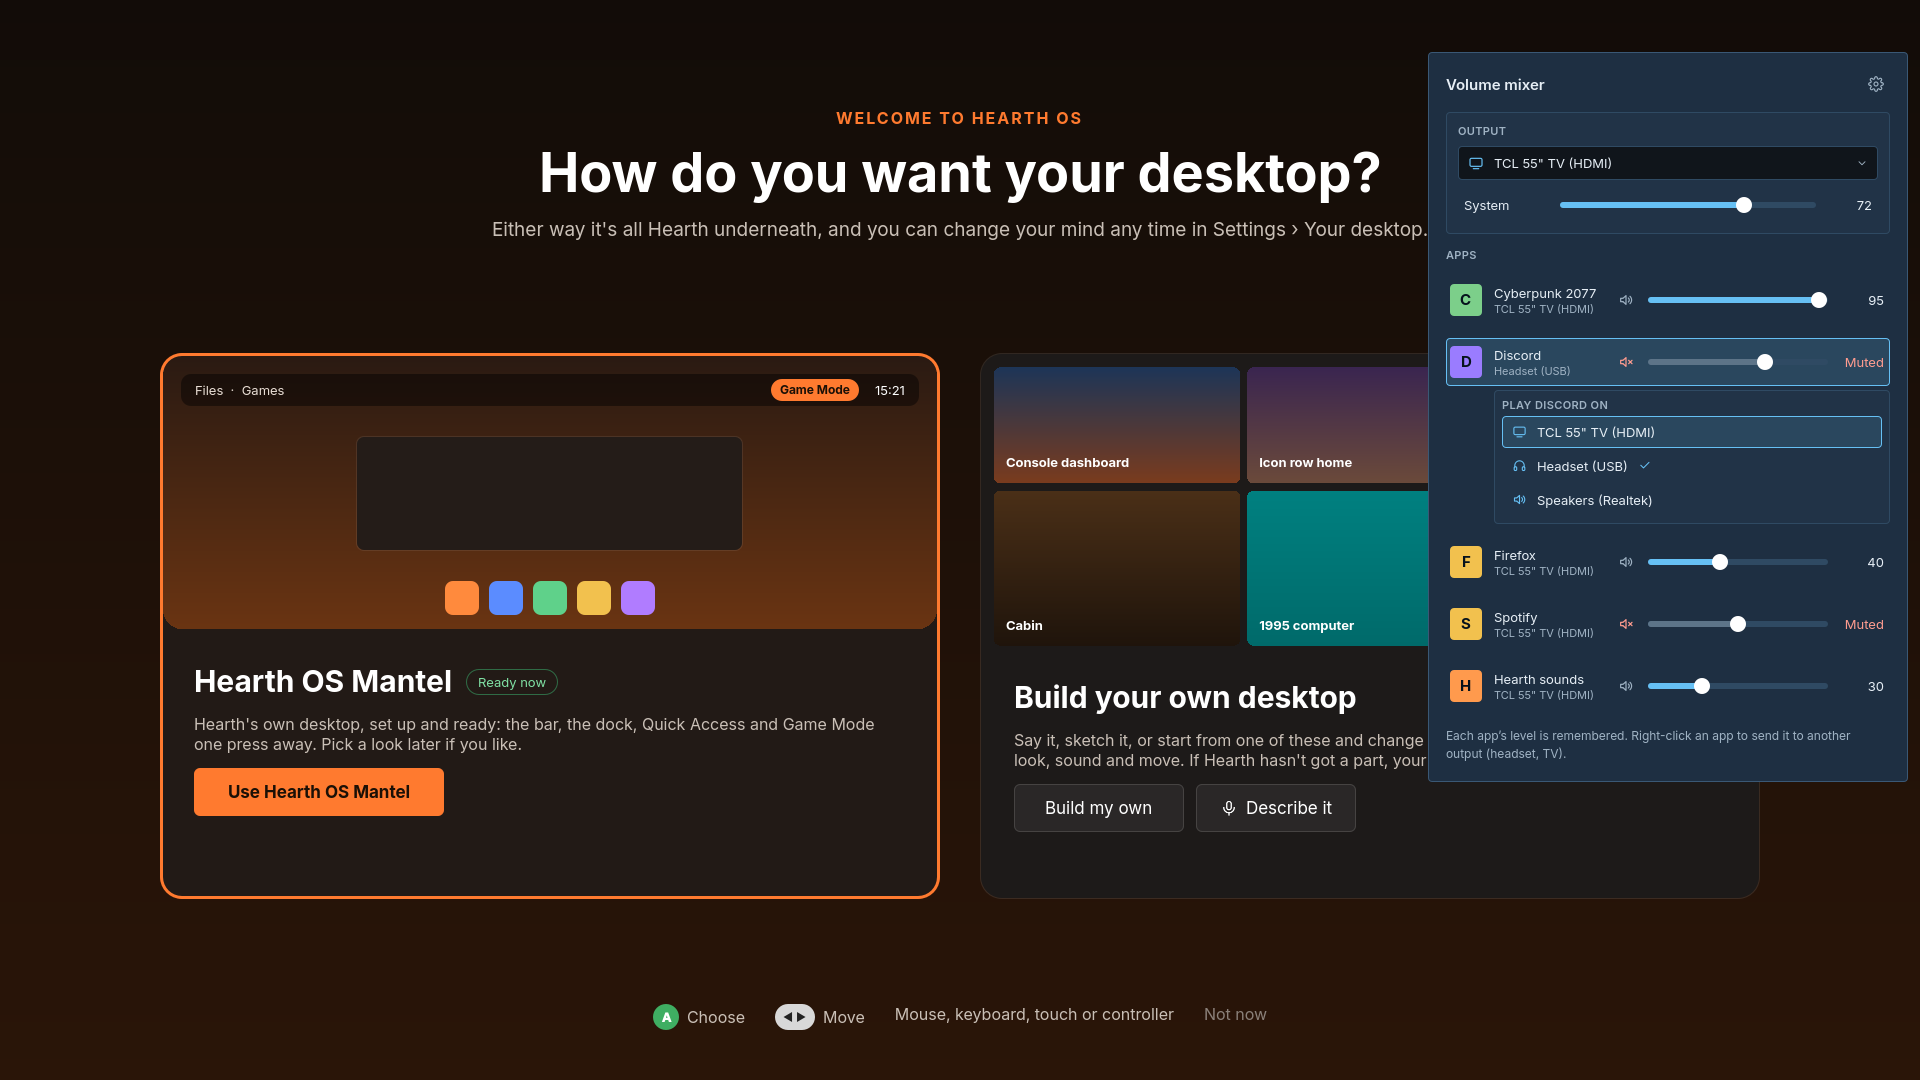 WELCOME TO HEARTH OS
How do you want your desktop?
Either way it's all Hearth underneath, and you can change your mind any time in Settings › Your desktop.
Files · Games
Game Mode
15:21
Hearth OS Mantel
Ready now
Hearth's own desktop, set up and ready: the bar, the dock, Quick Access and Game Mode
one press away. Pick a look later if you like.
Use Hearth OS Mantel
Console dashboard
Icon row home
Cabin
1995 computer
Build your own desktop
Say it, sketch it, or start from one of these and change
look, sound and move. If Hearth hasn't got a part, your
Build my own
Describe it
Volume mixer
OUTPUT
TCL 55" TV (HDMI)
System
72
APPS
C
Cyberpunk 2077
TCL 55" TV (HDMI)
95
D
Discord
Headset (USB)
Muted
PLAY DISCORD ON
TCL 55" TV (HDMI)
Headset (USB)
Speakers (Realtek)
F
Firefox
TCL 55" TV (HDMI)
40
S
Spotify
TCL 55" TV (HDMI)
Muted
H
Hearth sounds
TCL 55" TV (HDMI)
30
Each app’s level is remembered. Right-click an app to send it to another
output (headset, TV).
A Choose
Move
Mouse, keyboard, touch or controller
Not now